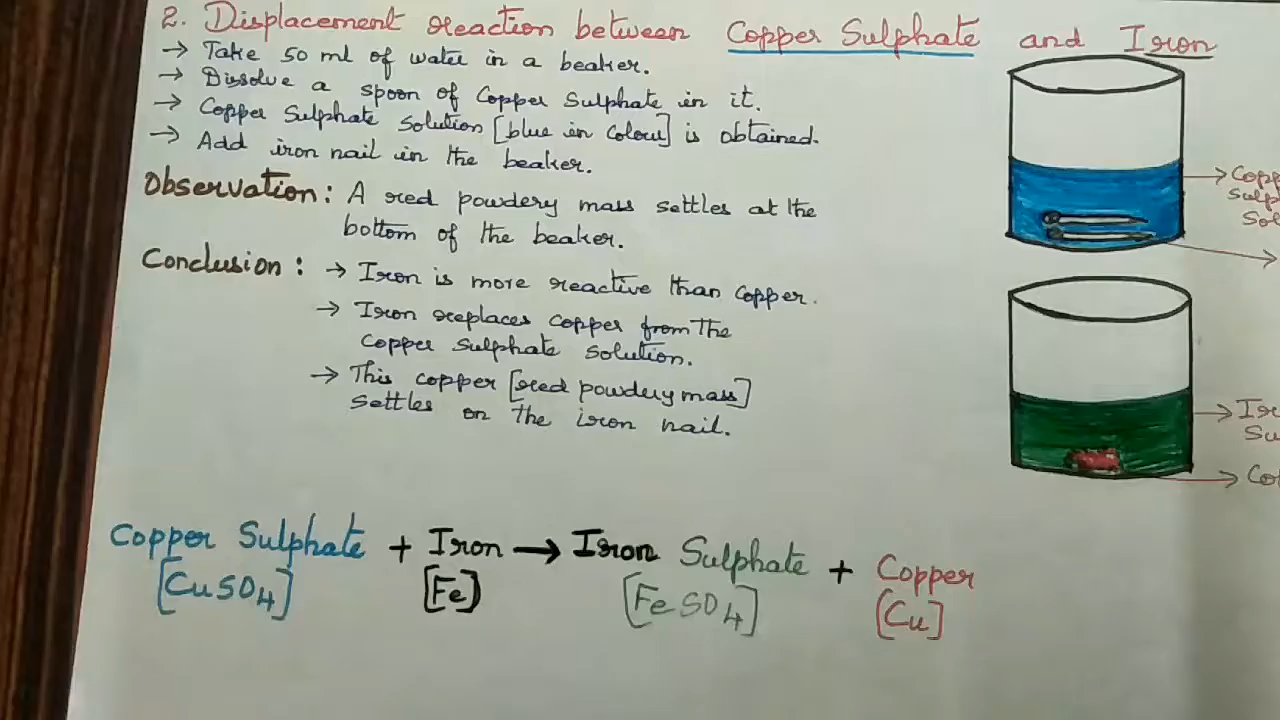 2. Displacement reaction between Copper Sulphate and Iron
→ Take 50 ml of water in a beaker.
→ Dissolve a spoon of Copper Sulphate in it.
→ Copper Sulphate Solution [blue in Colour] is obtained.
→ Add iron nail in the beaker.
Observation: A red powdery mass settles at the
bottom of the beaker.
Conclusion: → Iron is more reactive than copper.
→ Iron replaces copper from the
copper sulphate solution.
→ This copper [red powdery mass]
settles on the iron nail.
Copper Sulphate + Iron → Iron Sulphate + Copper
[CuSO4] [Fe] [FeSO4] [Cu]